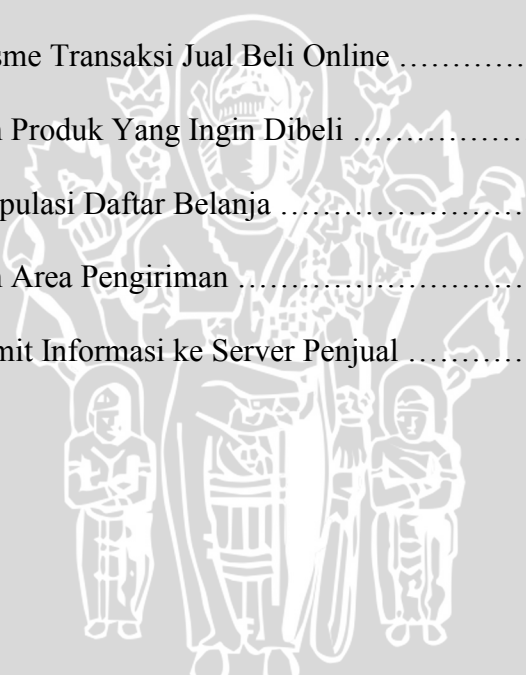 sme Transaksi Jual Beli Online …………
n Produk Yang Ingin Dibeli ……………
pulasi Daftar Belanja …………………
n Area Pengiriman ……………………
mit Informasi ke Server Penjual …………